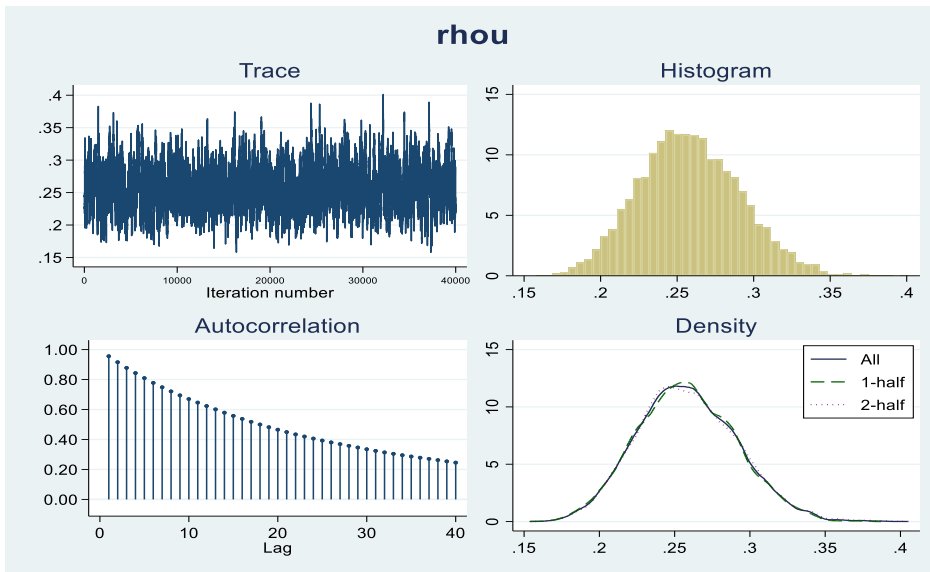 rhou
Trace
.4
.35
.3
.25
.2
.15
0 10000 20000 30000 40000
Iteration number
Histogram
15
10
5
0
.15 .2 .25 .3 .35 .4
Autocorrelation
1.00
0.80
0.60
0.40
0.20
0.00
0 10 20 30 40
Lag
Density
All
1-half
2-half
15
10
5
0
.15 .2 .25 .3 .35 .4